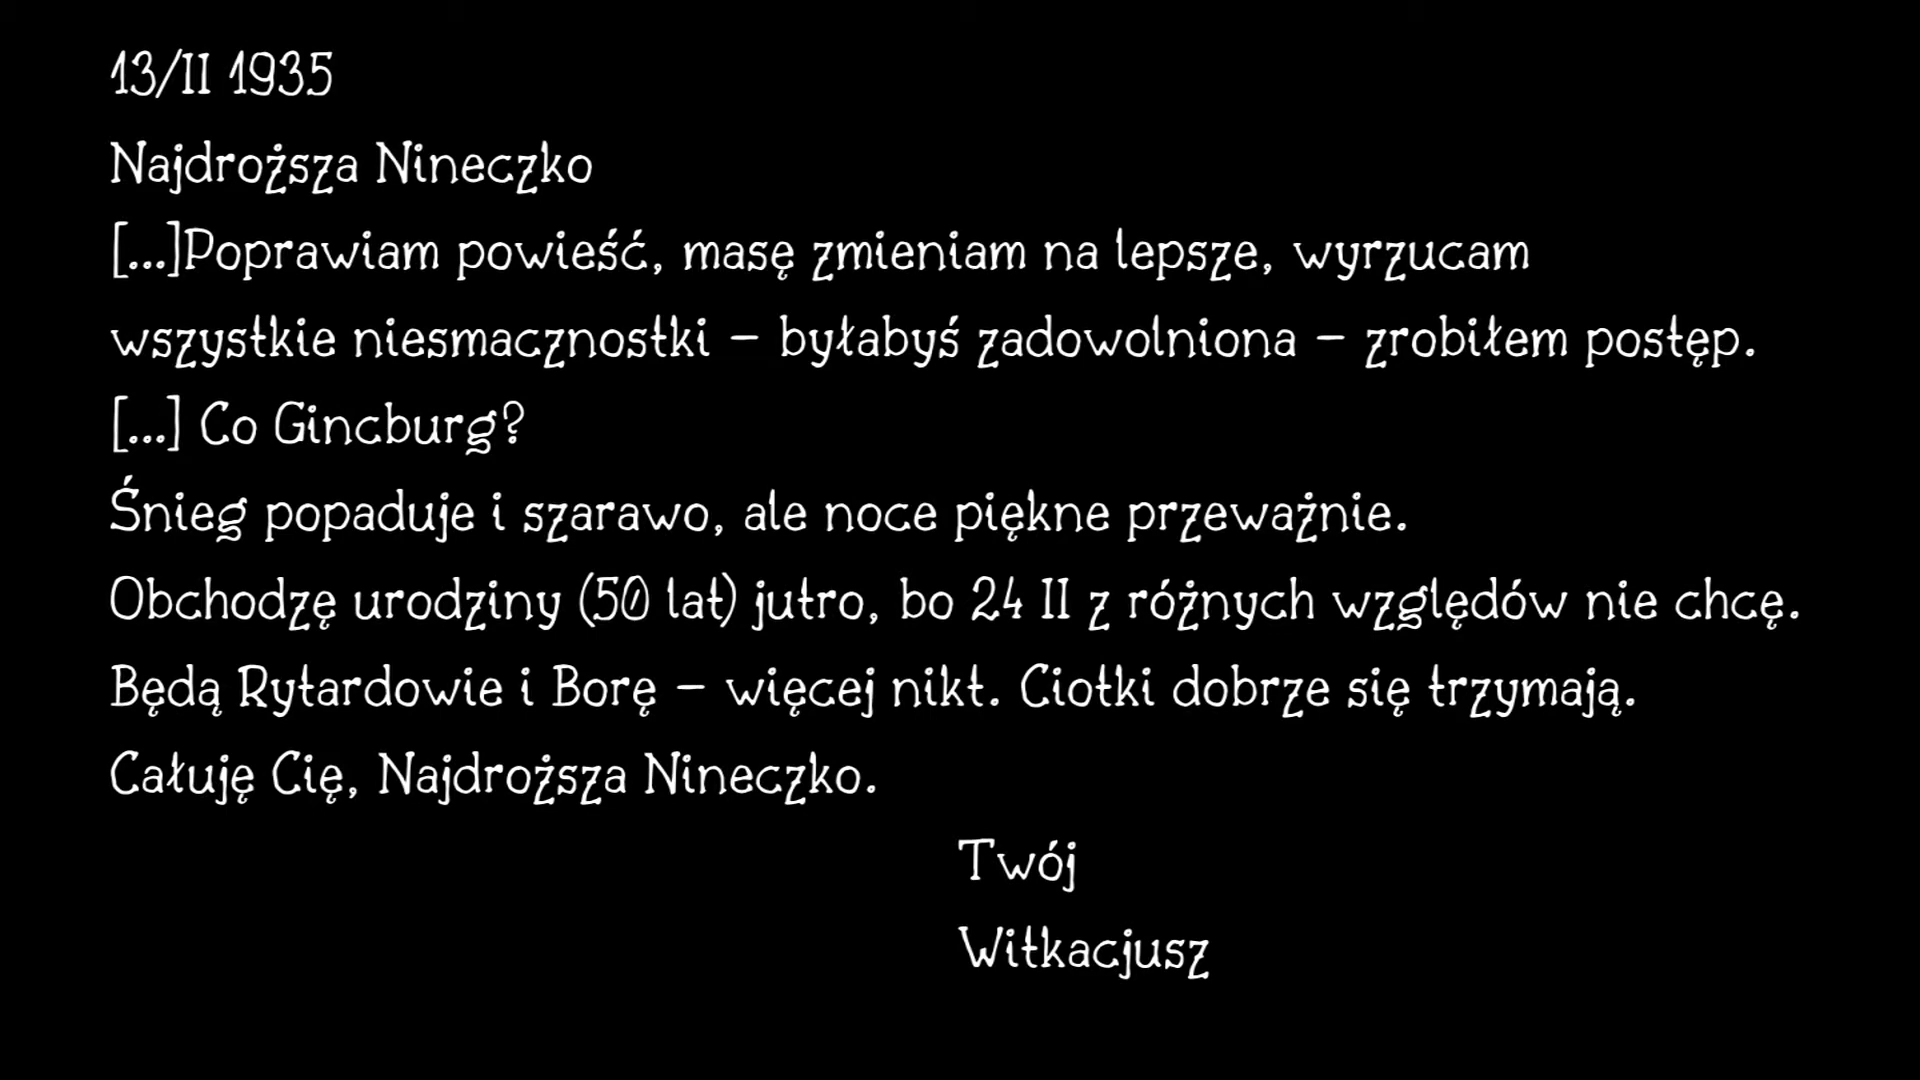 13/II 1935
Najdroższa Nineczko
[...]Poprawiam powieść, masę zmieniam na lepsze, wyrzucam
wszystkie niesmacznostki – byłabyś zadowolniona – zrobiłem postęp.
[...] Co Gincburg?
Śnieg popaduje i szarawo, ale noce piękne przeważnie.
Obchodzę urodziny (50 lat) jutro, bo 24 II z różnych względów nie chcę.
Będą Rytardowie i Borę – więcej nikt. Ciotki dobrze się trzymają.
Całuję Cię, Najdroższa Nineczko.
Twój
Witkacjusz